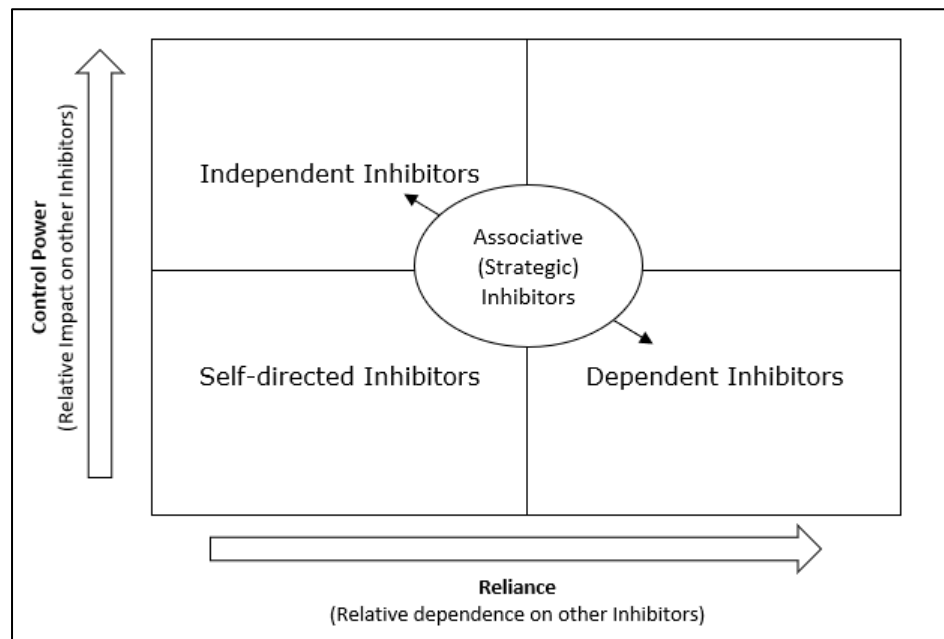 Control Power
(Relative Impact on other Inhibitors)
Independent Inhibitors
Associative
(Strategic)
Inhibitors
Self-directed Inhibitors
Dependent Inhibitors
Reliance
(Relative dependence on other Inhibitors)